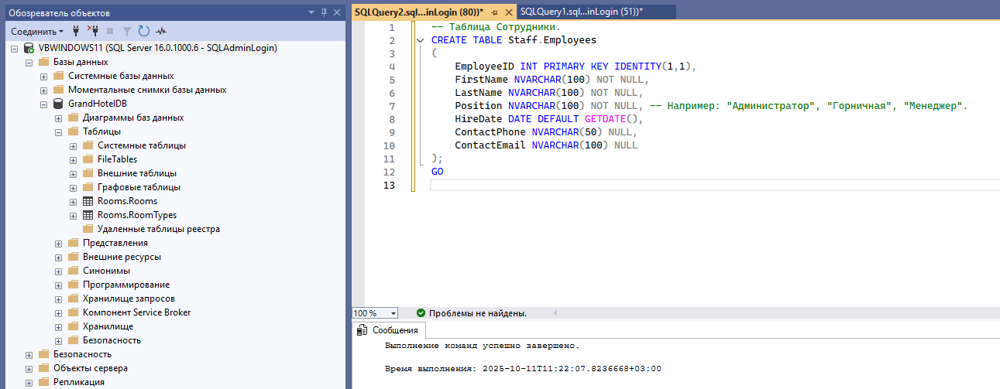 Обозреватель объектов
Соединить
VBWINDOWS11 (SQL Server 16.0.1000.6 - SQLAdminLogin)
Базы данных
Системные базы данных
Моментальные снимки базы данных
GrandHotelDB
Диаграммы баз данных
Таблицы
Системные таблицы
FileTables
Внешние таблицы
Графовые таблицы
Rooms.Rooms
Rooms.RoomTypes
Удаленные таблицы реестра
Представления
Внешние ресурсы
Синонимы
Программирование
Хранилище запросов
Компонент Service Broker
Хранилище
Безопасность
Безопасность
Объекты сервера
Репликация
SQLQuery2.sql...inLogin (80))* SQLQuery1.sql...inLogin (51))*
1 -- Таблица Сотрудники.
2 CREATE TABLE Staff.Employees
3 (
4 EmployeeID INT PRIMARY KEY IDENTITY(1,1),
5 FirstName NVARCHAR(100) NOT NULL,
6 LastName NVARCHAR(100) NOT NULL,
7 Position NVARCHAR(100) NOT NULL, -- Например: "Администратор", "Горничная", "Менеджер".
8 HireDate DATE DEFAULT GETDATE(),
9 ContactPhone NVARCHAR(50) NULL,
10 ContactEmail NVARCHAR(100) NULL
11 );
12 GO
13
100 % Проблемы не найдены.
Сообщения
Выполнение команд успешно завершено.
Время выполнения: 2025-10-11T11:22:07.8236668+03:00